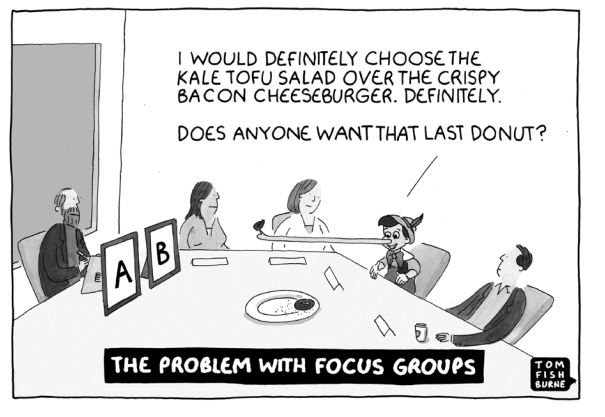 I WOULD DEFINITELY CHOOSE THE
KALE TOFU SALAD OVER THE CRISPY
BACON CHEESEBURGER. DEFINITELY.
DOES ANYONE WANT THAT LAST DONUT?
A
B
THE PROBLEM WITH FOCUS GROUPS
TOM
FISH
BURNE